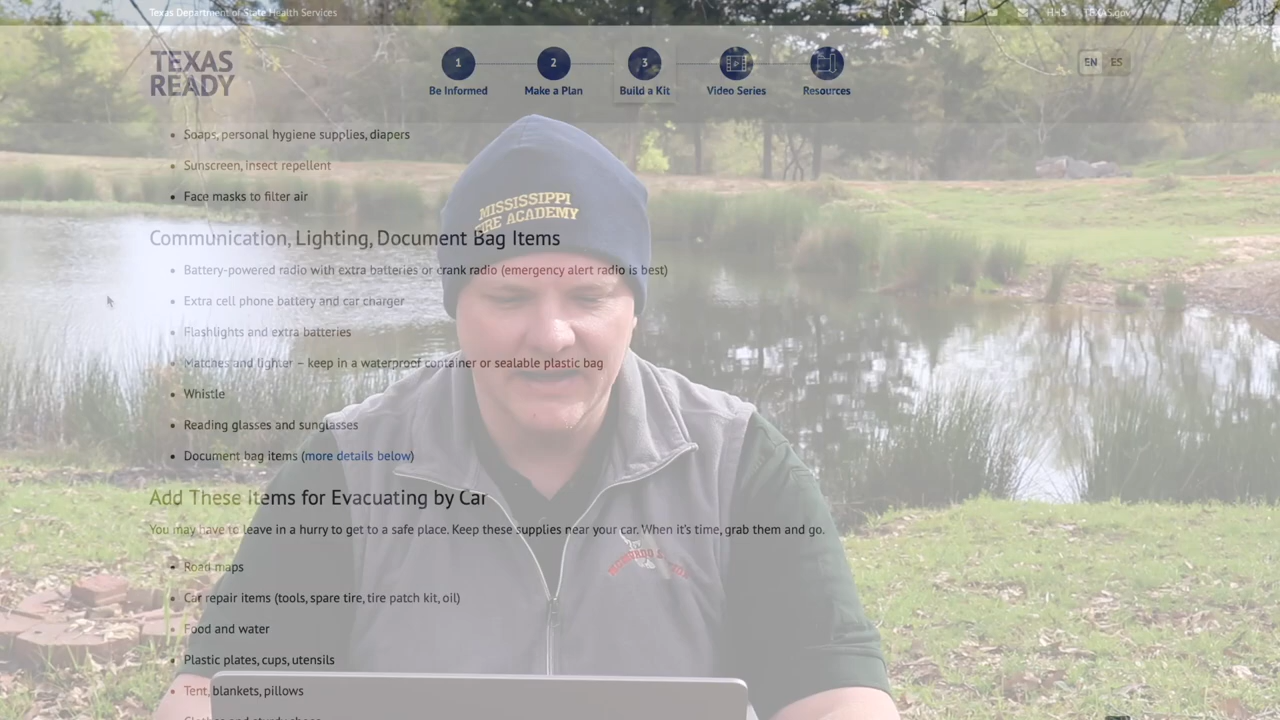 Texas Department of State Health Services
HHS
TEXAS.gov
TEXAS
READY
1
2
3
Be Informed
Make a Plan
Build a Kit
Video Series
Resources
EN
ES
Soaps, personal hygiene supplies, diapers
Sunscreen, insect repellent
Face masks to filter air
MISSISSIPPI
FIRE ACADEMY
Communication, Lighting, Document Bag Items
Battery-powered radio with extra batteries or crank radio (emergency alert radio is best)
Extra cell phone battery and car charger
Flashlights and extra batteries
Matches and lighter – keep in a waterproof container or sealable plastic bag
Whistle
Reading glasses and sunglasses
Document bag items (more details below)
Add These Items for Evacuating by Car
You may have to leave in a hurry to get to a safe place. Keep these supplies near your car. When it's time, grab them and go.
Road maps
Car repair items (tools, spare tire, tire patch kit, oil)
Food and water
Plastic plates, cups, utensils
Tent, blankets, pillows